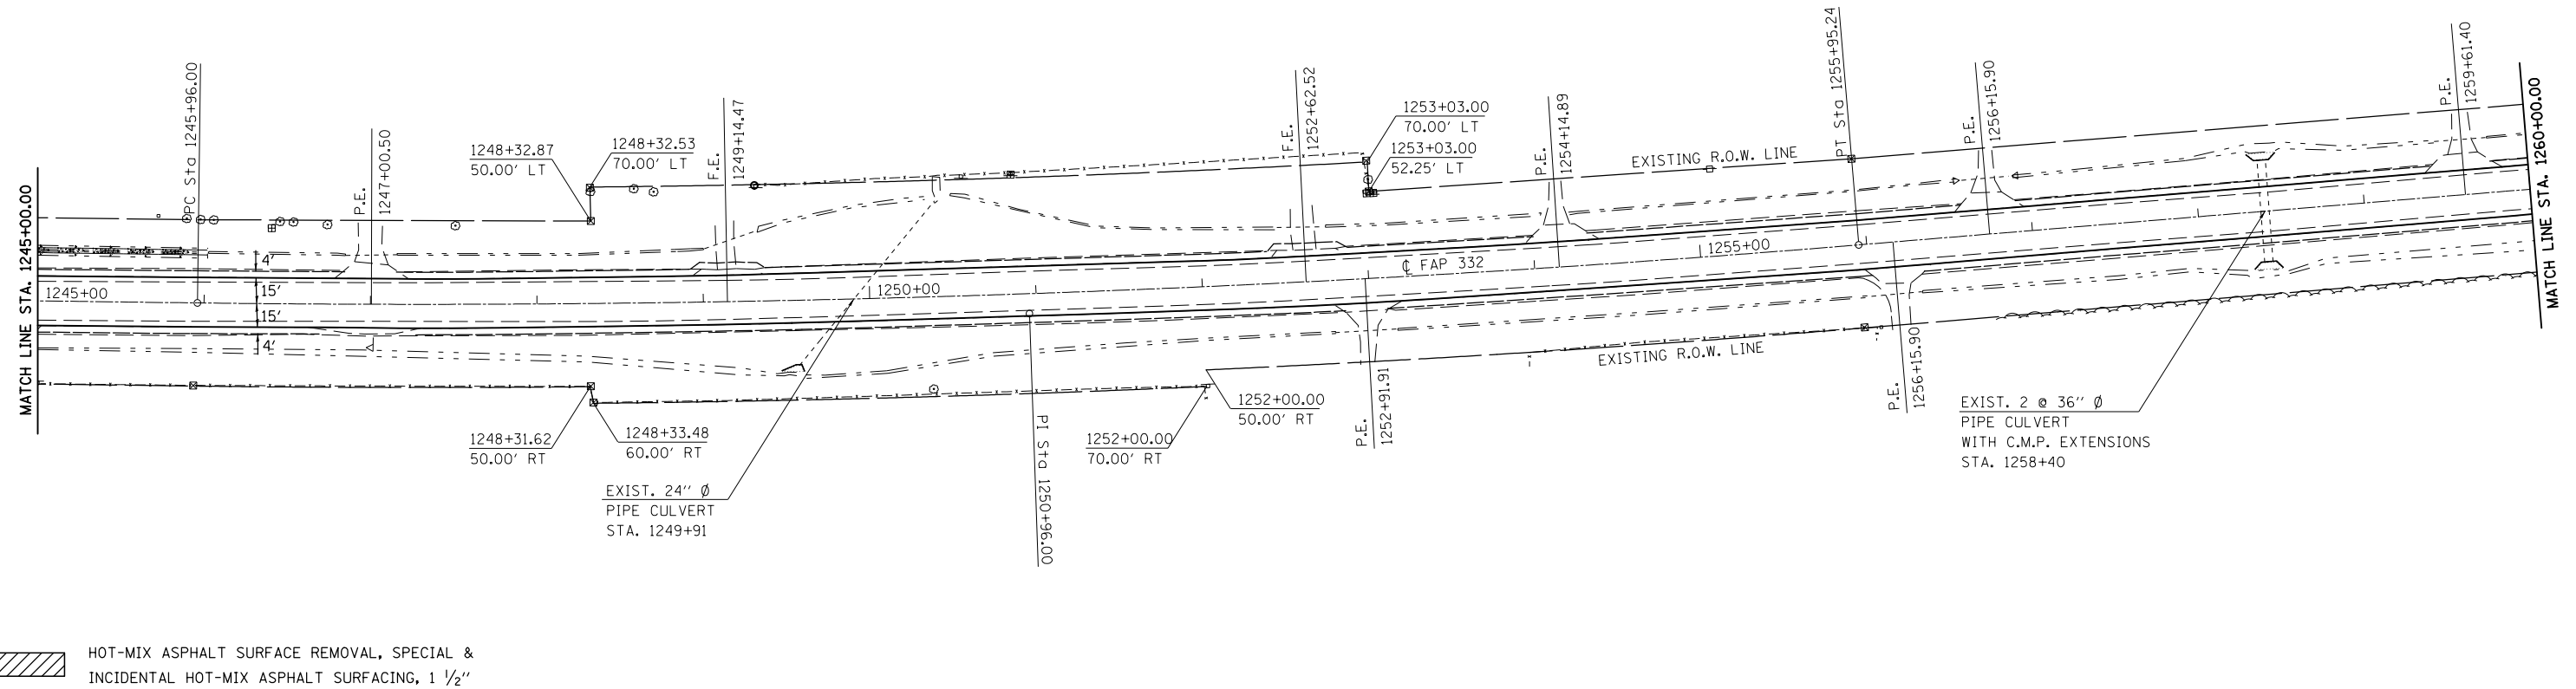 MATCH LINE STA. 1245+00.00
PC Sta 1245+96.00
P.E.
1247+00.50
1248+32.87
50.00' LT
1248+32.53
70.00' LT
F.E.
1249+14.47
F.E.
1252+62.52
1253+03.00
70.00' LT
1253+03.00
52.25' LT
P.E.
1254+14.89
EXISTING R.O.W. LINE
PT Sta 1255+95.24
P.E.
1256+15.90
P.E.
1259+61.40
MATCH LINE STA. 1260+00.00
4'
15'
15'
4'
1245+00
1250+00
℄ FAP 332
1255+00
1248+31.62
50.00' RT
1248+33.48
60.00' RT
EXIST. 24" Ø
PIPE CULVERT
STA. 1249+91
PI Sta 1250+96.00
1252+00.00
70.00' RT
1252+00.00
50.00' RT
P.E.
1252+91.91
EXISTING R.O.W. LINE
P.E.
1256+15.90
EXIST. 2 @ 36" Ø
PIPE CULVERT
WITH C.M.P. EXTENSIONS
STA. 1258+40
HOT-MIX ASPHALT SURFACE REMOVAL, SPECIAL &
INCIDENTAL HOT-MIX ASPHALT SURFACING, 1 1/2"